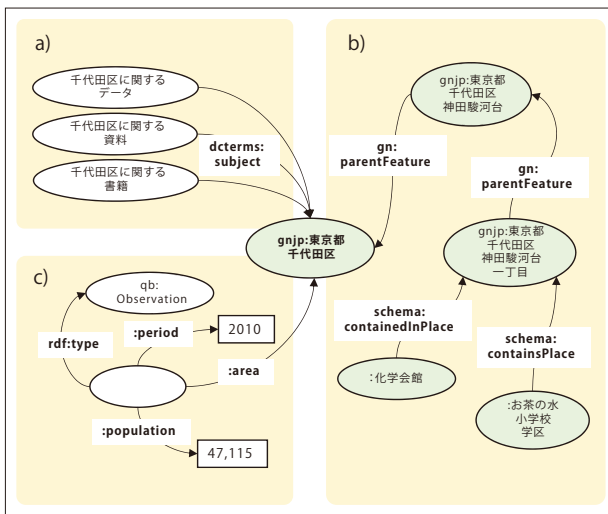 a)
千代田区に関する
データ
千代田区に関する
資料
千代田区に関する
書籍
dcterms:
subject
b)
gnjp:東京都
千代田区
神田駿河台
gn:
parentFeature
gn:
parentFeature
gnjp:東京都
千代田区
gnjp:東京都
千代田区
神田駿河台
一丁目
schema:
containedInPlace
schema:
containsPlace
:化学会館
:お茶の水
小学校
学区
c)
qb:
Observation
rdf:type
:period
2010
:area
:population
47,115